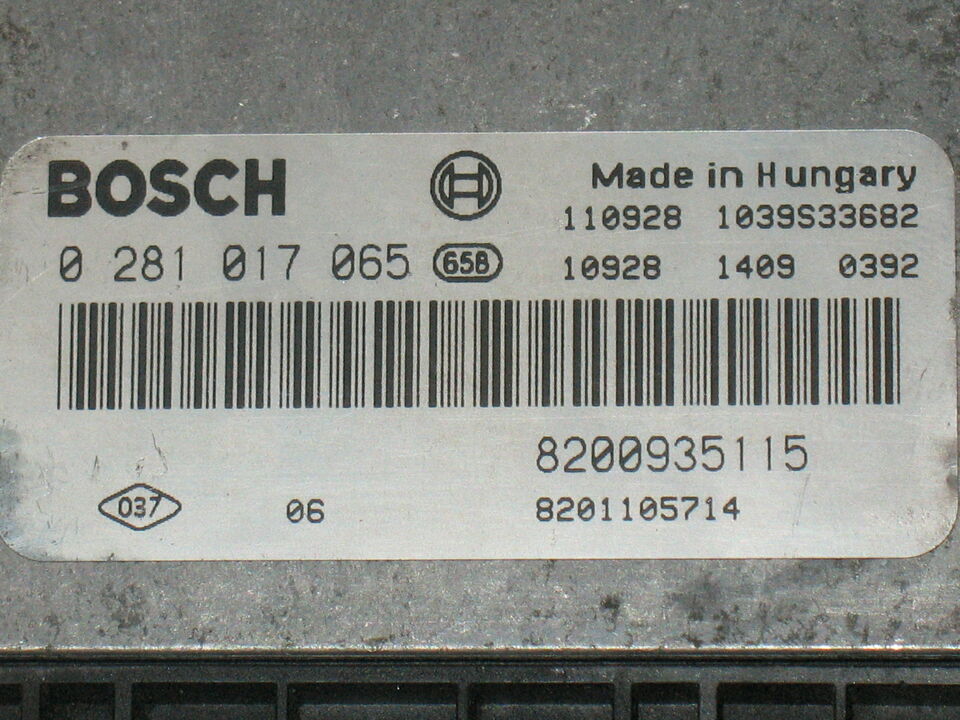 BOSCH
Made in Hungary
110928 1039S33682
0 281 017 065 658 10928 1409 0392
8200935115
037 06 8201105714